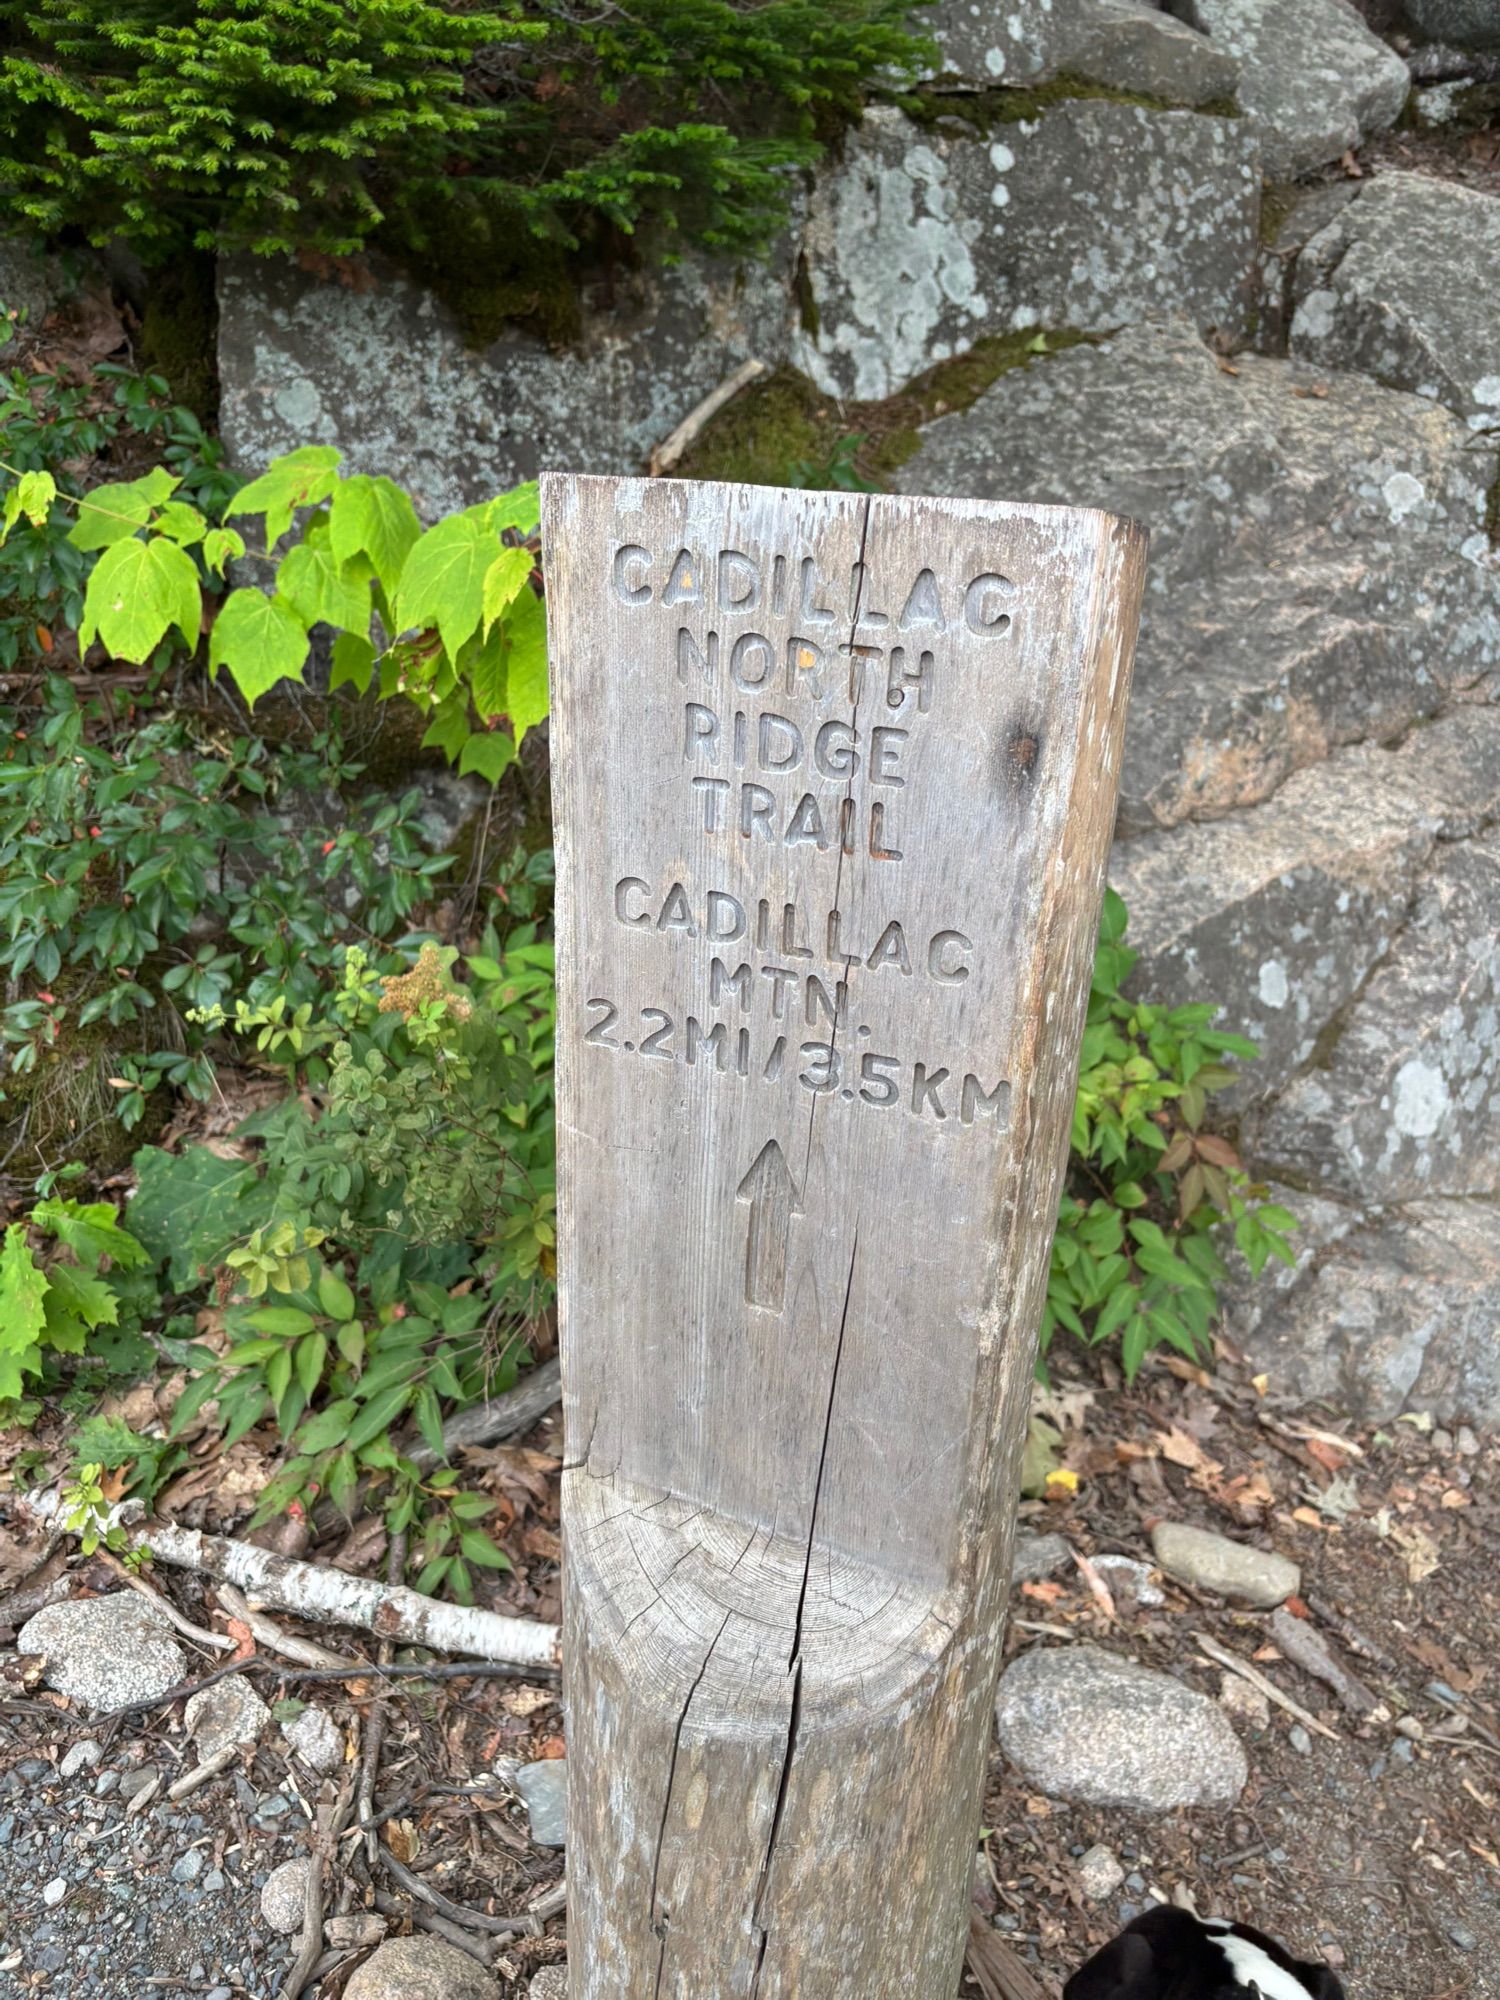 CADILLAC
NORTH
RIDGE
TRAIL
CADILLAC
MTN.
2.2MI/3.5KM